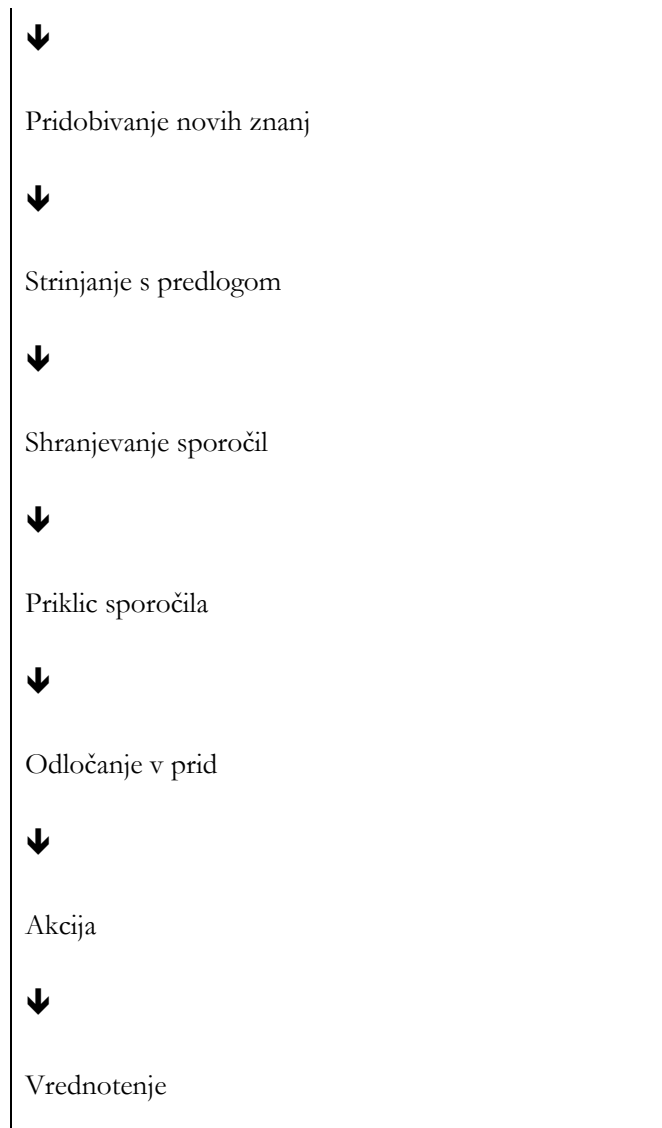 🡻
Pridobivanje novih znanj
🡻
Strinjanje s predlogom
🡻
Shranjevanje sporočil
🡻
Priklic sporočila
🡻
Odločanje v prid
🡻
Akcija
🡻
Vrednotenje